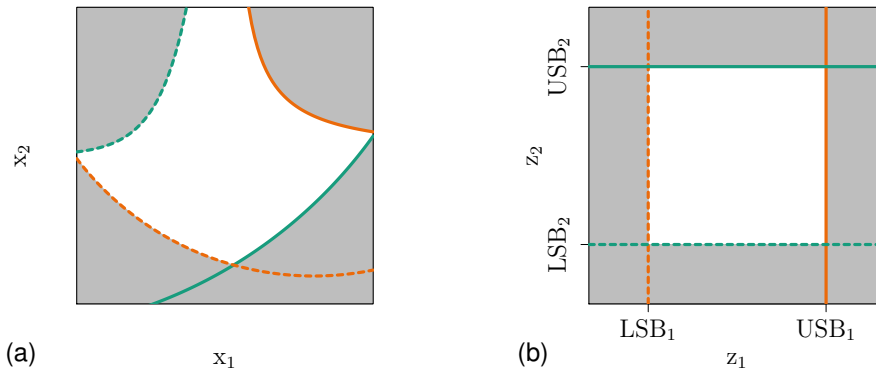 x₂
x₁
(a)
USB₂
z₂
LSB₂
LSB₁
USB₁
z₁
(b)